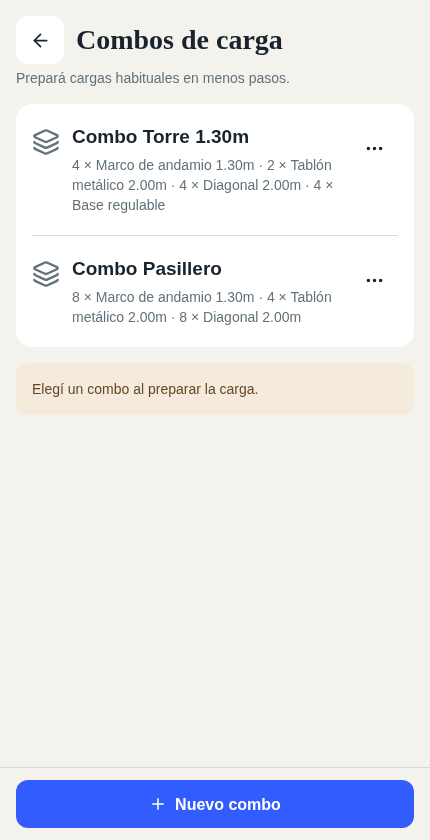 Combos de carga
Prepará cargas habituales en menos pasos.
Combo Torre 1.30m
4 × Marco de andamio 1.30m · 2 × Tablón
metálico 2.00m · 4 × Diagonal 2.00m · 4 ×
Base regulable
Combo Pasillero
8 × Marco de andamio 1.30m · 4 × Tablón
metálico 2.00m · 8 × Diagonal 2.00m
Elegí un combo al preparar la carga.
Nuevo combo